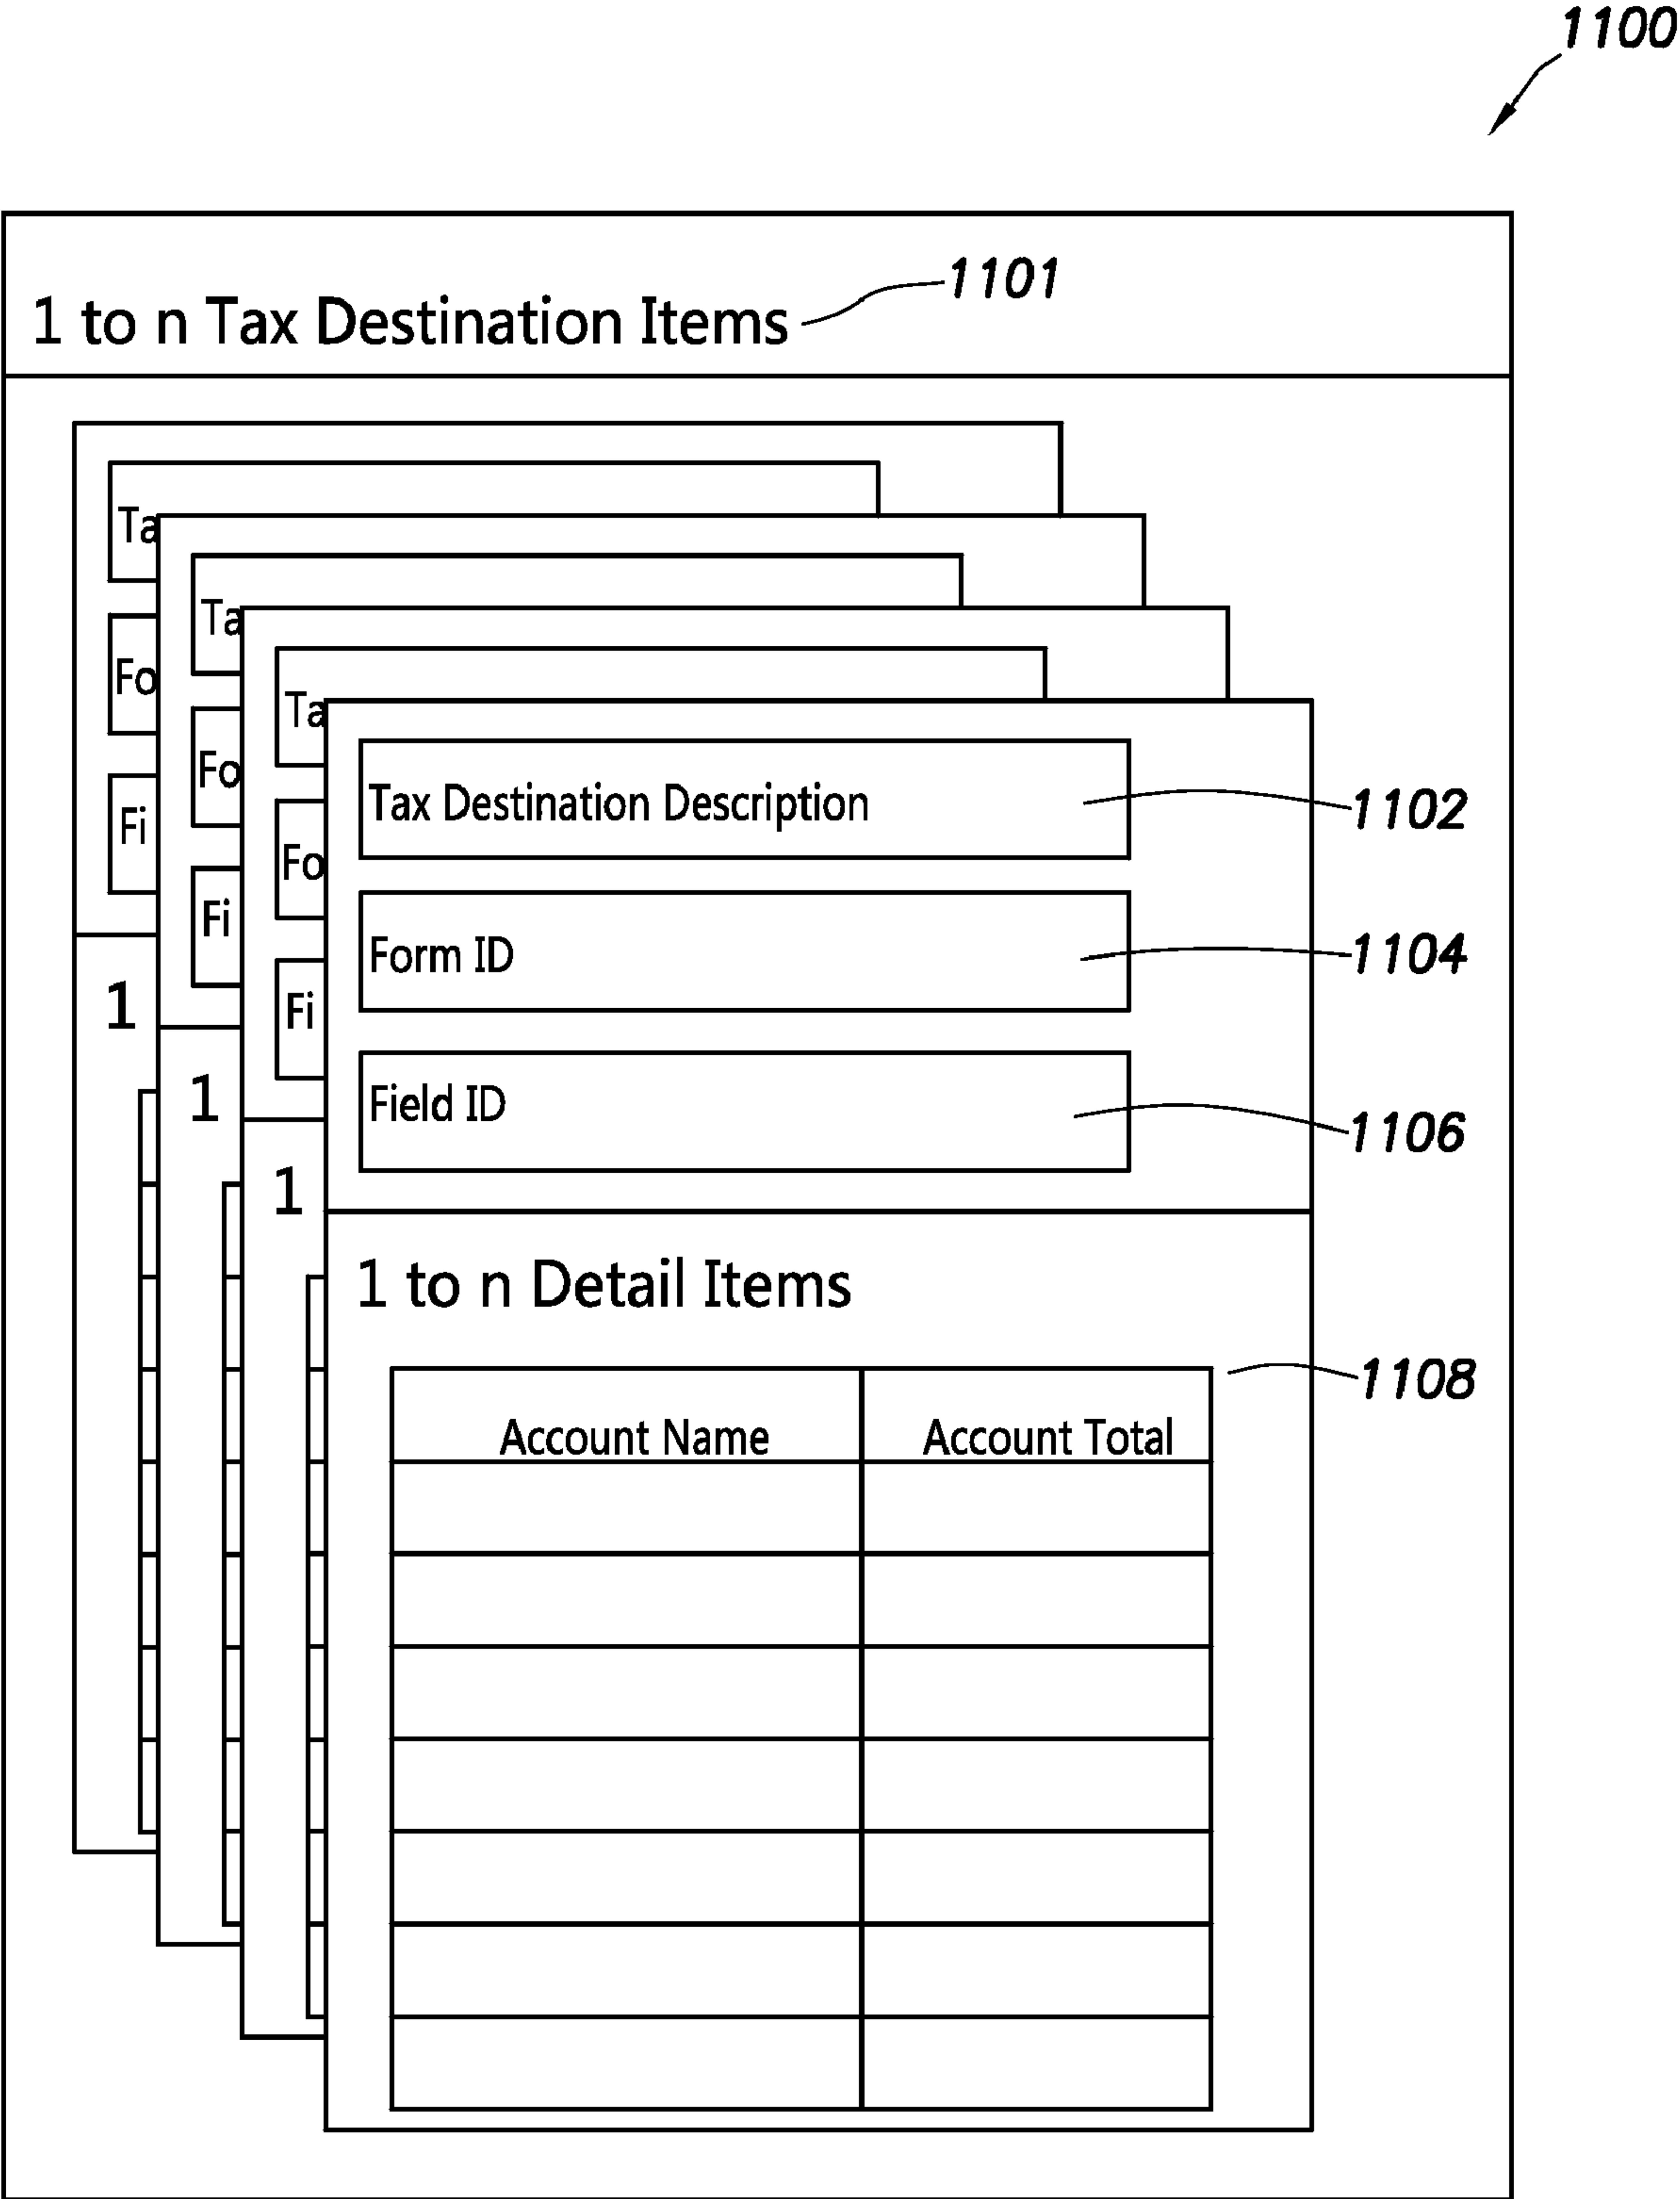 1100
1101
1 to n Tax Destination Items
Ta
Ta
Fo
Ta
Fo
Tax Destination Description
1102
Fi
Fo
Fi
Form ID
1104
1
Fi
1
Field ID
1106
1
1 to n Detail Items
1108
Account Name Account Total